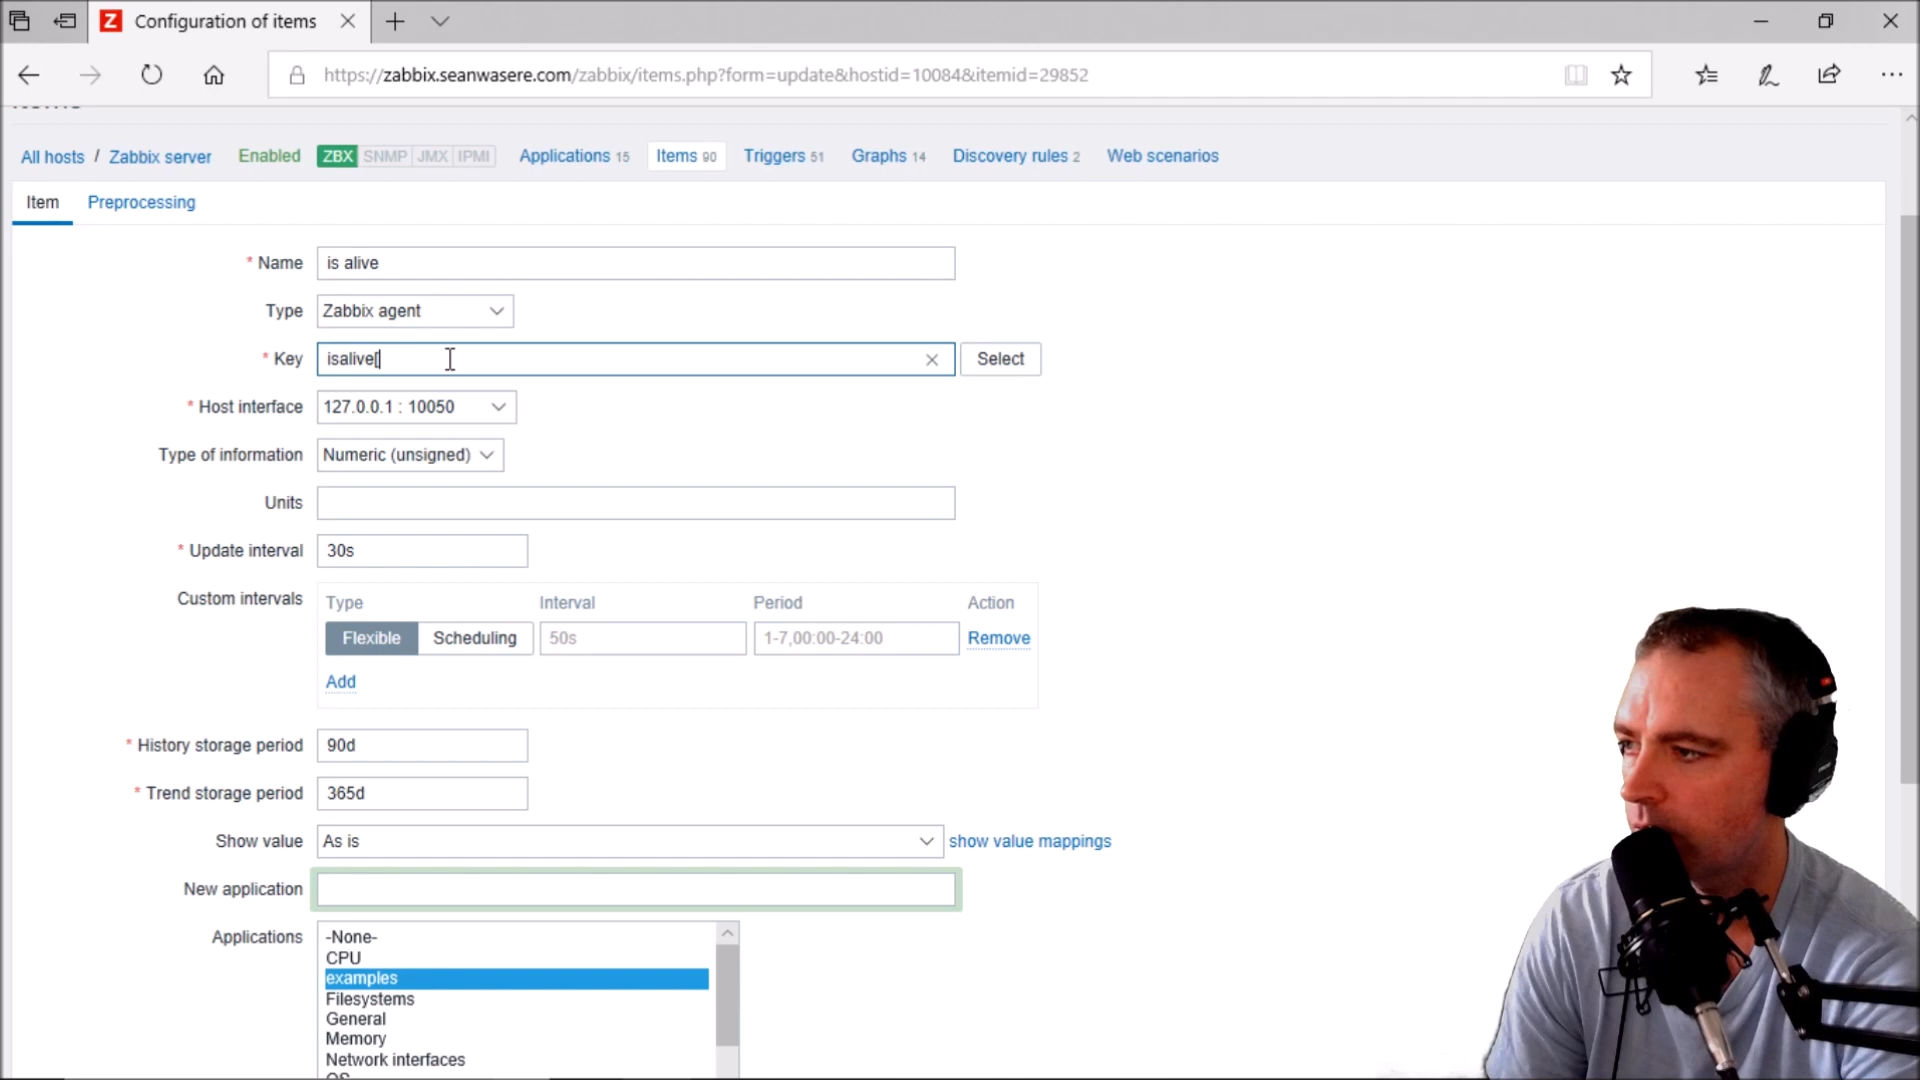 Z Configuration of items
https://zabbix.seanwasere.com/zabbix/items.php?form=update&hostid=10084&itemid=29852
All hosts / Zabbix server Enabled ZBX SNMP JMX IPMI Applications 15 Items 90 Triggers 51 Graphs 14 Discovery rules 2 Web scenarios
Item Preprocessing
* Name is alive
Type Zabbix agent
* Key isalive[ Select
* Host interface 127.0.0.1 : 10050
Type of information Numeric (unsigned)
Units
* Update interval 30s
Custom intervals Type Interval Period Action
Flexible Scheduling 50s 1-7,00:00-24:00 Remove
Add
* History storage period 90d
* Trend storage period 365d
Show value As is show value mappings
New application
Applications -None-
CPU
examples
Filesystems
General
Memory
Network interfaces